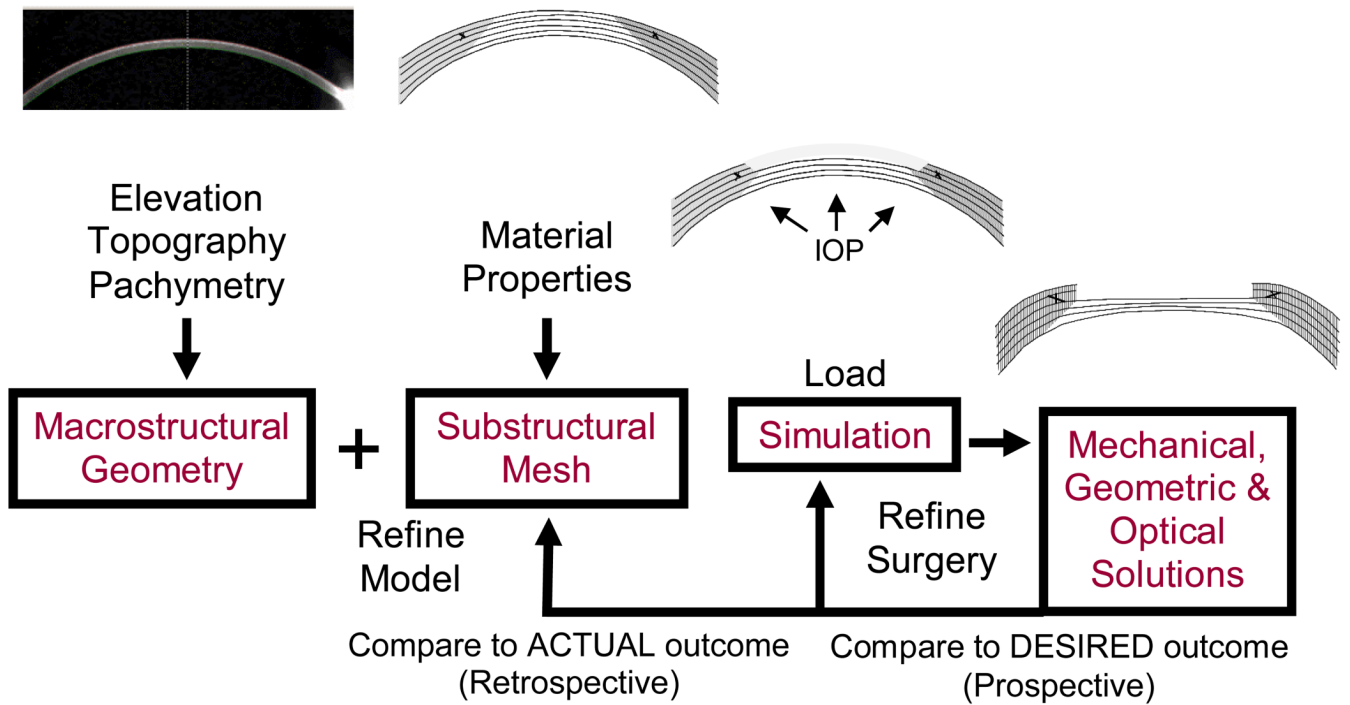 Elevation
Topography
Pachymetry
Material
Properties
IOP
Macrostructural
Geometry
+
Substructural
Mesh
Load
Simulation
Mechanical,
Geometric &
Optical
Solutions
Refine
Model
Refine
Surgery
Compare to ACTUAL outcome
(Retrospective)
Compare to DESIRED outcome
(Prospective)